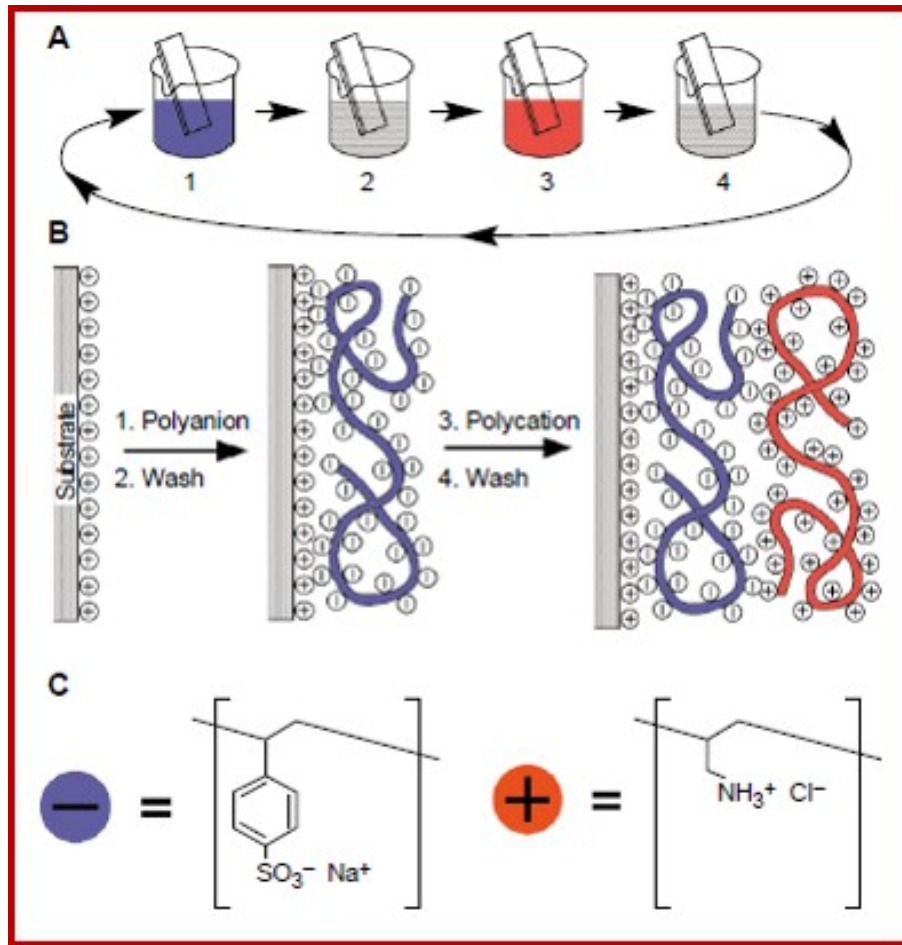 A
1
2
3
4
B
Substrate
1. Polyanion
2. Wash
3. Polycation
4. Wash
C
− =
SO₃⁻ Na⁺
+ =
NH₃⁺ Cl⁻